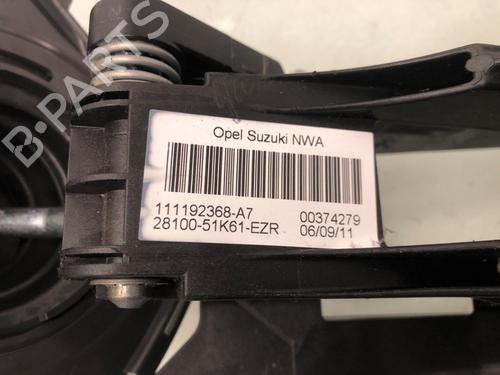 B-PARTS
Opel Suzuki NWA
111192368-A7 00374279
28100-51K61-EZR 06/09/11